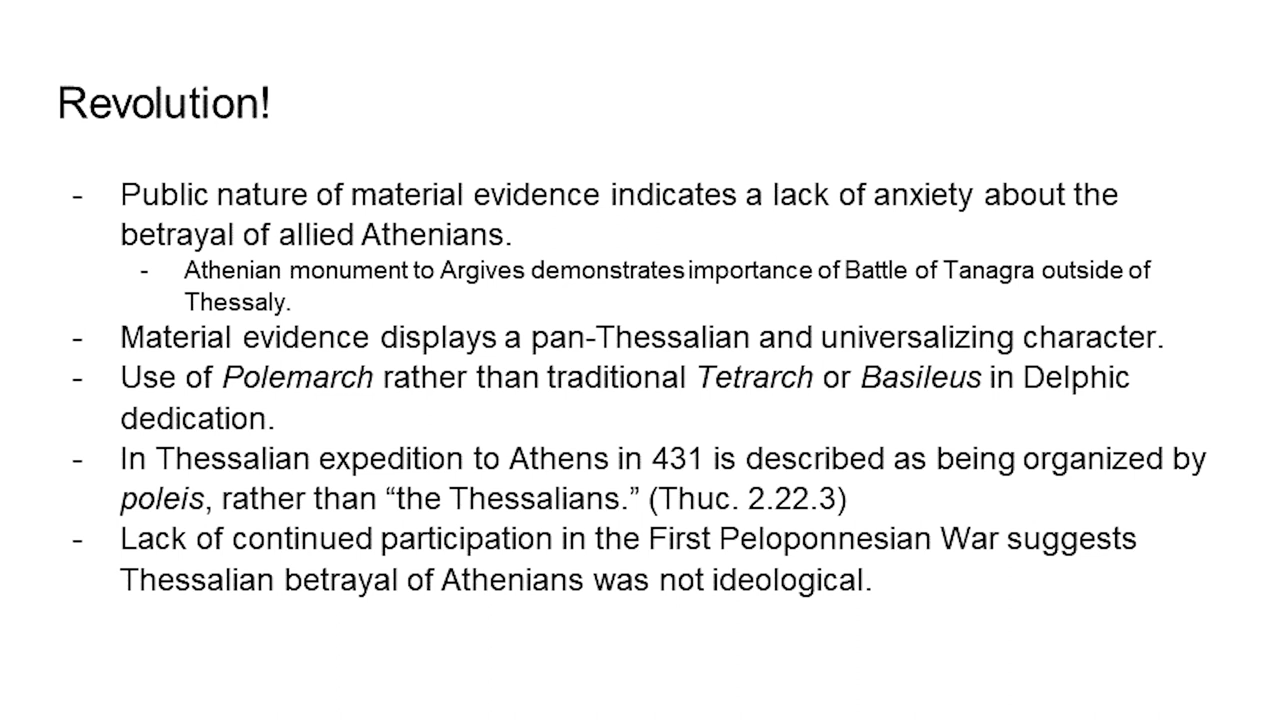 Revolution!
- Public nature of material evidence indicates a lack of anxiety about the
betrayal of allied Athenians.
- Athenian monument to Argives demonstrates importance of Battle of Tanagra outside of
Thessaly.
- Material evidence displays a pan-Thessalian and universalizing character.
- Use of Polemarch rather than traditional Tetrarch or Basileus in Delphic
dedication.
- In Thessalian expedition to Athens in 431 is described as being organized by
poleis, rather than “the Thessalians.” (Thuc. 2.22.3)
- Lack of continued participation in the First Peloponnesian War suggests
Thessalian betrayal of Athenians was not ideological.